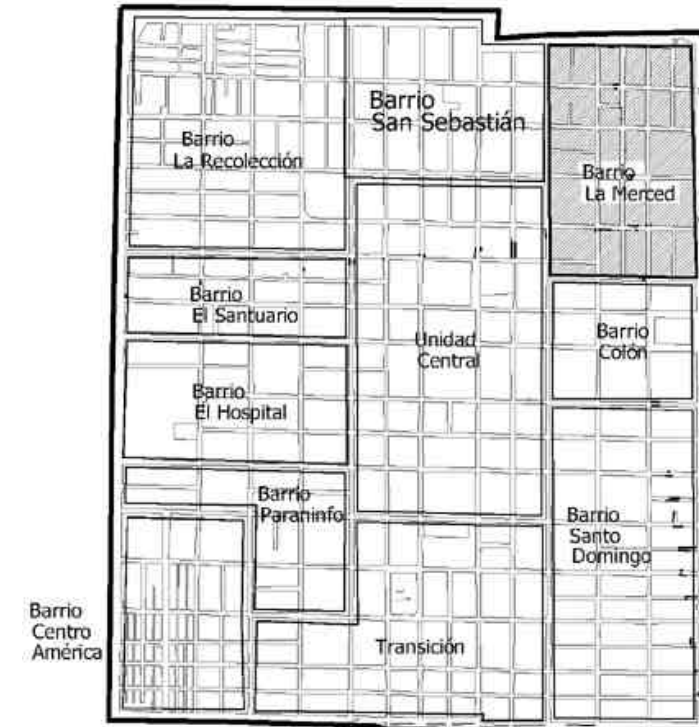 Barrio
San Sebastián
Barrio
La Recolección
Barrio
La Merced
Barrio
El Santuario
Unidad
Central
Barrio
Colón
Barrio
El Hospital
Barrio
Paraninfo
Barrio
Santo
Domingo
Barrio
Centro
América
Transición